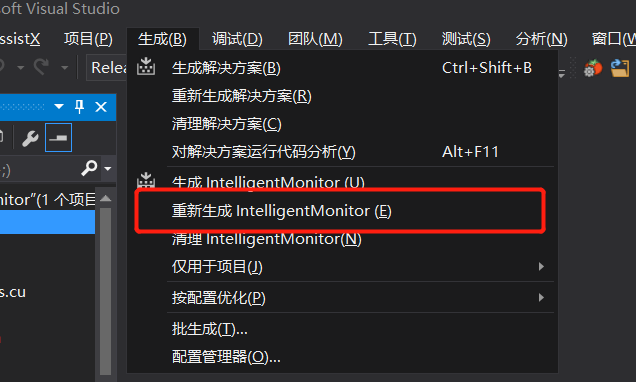 soft Visual Studio
ssistX 项目(P) 生成(B) 调试(D) 团队(M) 工具(T) 测试(S) 分析(N) 窗口(W
Relea
生成解决方案(B) Ctrl+Shift+B
重新生成解决方案(R)
清理解决方案(C)
对解决方案运行代码分析(Y) Alt+F11
;)
生成 IntelligentMonitor (U)
nitor"(1 个项目
重新生成 IntelligentMonitor (E)
清理 IntelligentMonitor(N)
仅用于项目(J)
s.cu
按配置优化(P)
批生成(T)...
配置管理器(O)...